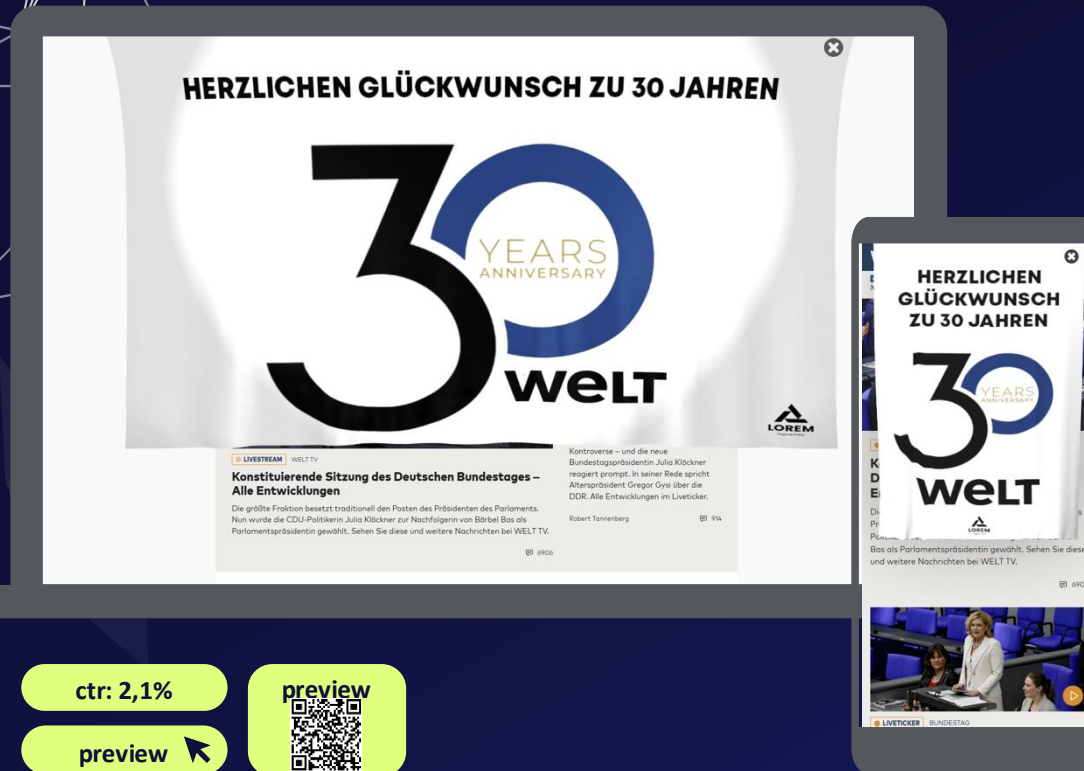 HERZLICHEN GLÜCKWUNSCH ZU 30 JAHREN
30
YEARS
ANNIVERSARY
WELT
LOREM
LIVESTREAM WELT TV
Konstituierende Sitzung des Deutschen Bundestages –
Alle Entwicklungen
Die größte Fraktion besetzt traditionell den Posten des Präsidenten des Parlaments.
Nun wurde die CDU-Politikerin Julia Klöckner zur Nachfolgerin von Bärbel Bas als
Parlamentspräsidentin gewählt. Sehen Sie diese und weitere Nachrichten bei WELT TV.
6906
Kontroverse – und die neue
Bundestagspräsidentin Julia Klöckner
reagiert prompt. In seiner Rede spricht
Alterspräsident Gregor Gysi über die
DDR. Alle Entwicklungen im Liveticker.
Robert Tannenberg 914
HERZLICHEN
GLÜCKWUNSCH
ZU 30 JAHREN
30
YEARS
ANNIVERSARY
WELT
LOREM
Bas als Parlamentspräsidentin gewählt. Sehen Sie diese
und weitere Nachrichten bei WELT TV.
690
LIVETICKER BUNDESTAG
ctr: 2,1%
preview
preview